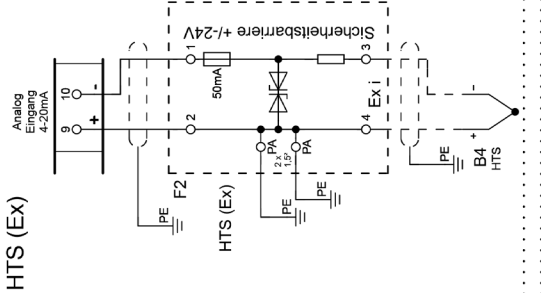 HTS (Ex)
Analog
Eingang
4-20mA
10
-
9
+
PE
F2
Sicherheitsbarriere +/-24V
1
50mA
3
2
4
Ex i
PA
2 x
1,5²
PA
HTS (Ex)
PE
PE
PE
-
+
B4
HTS